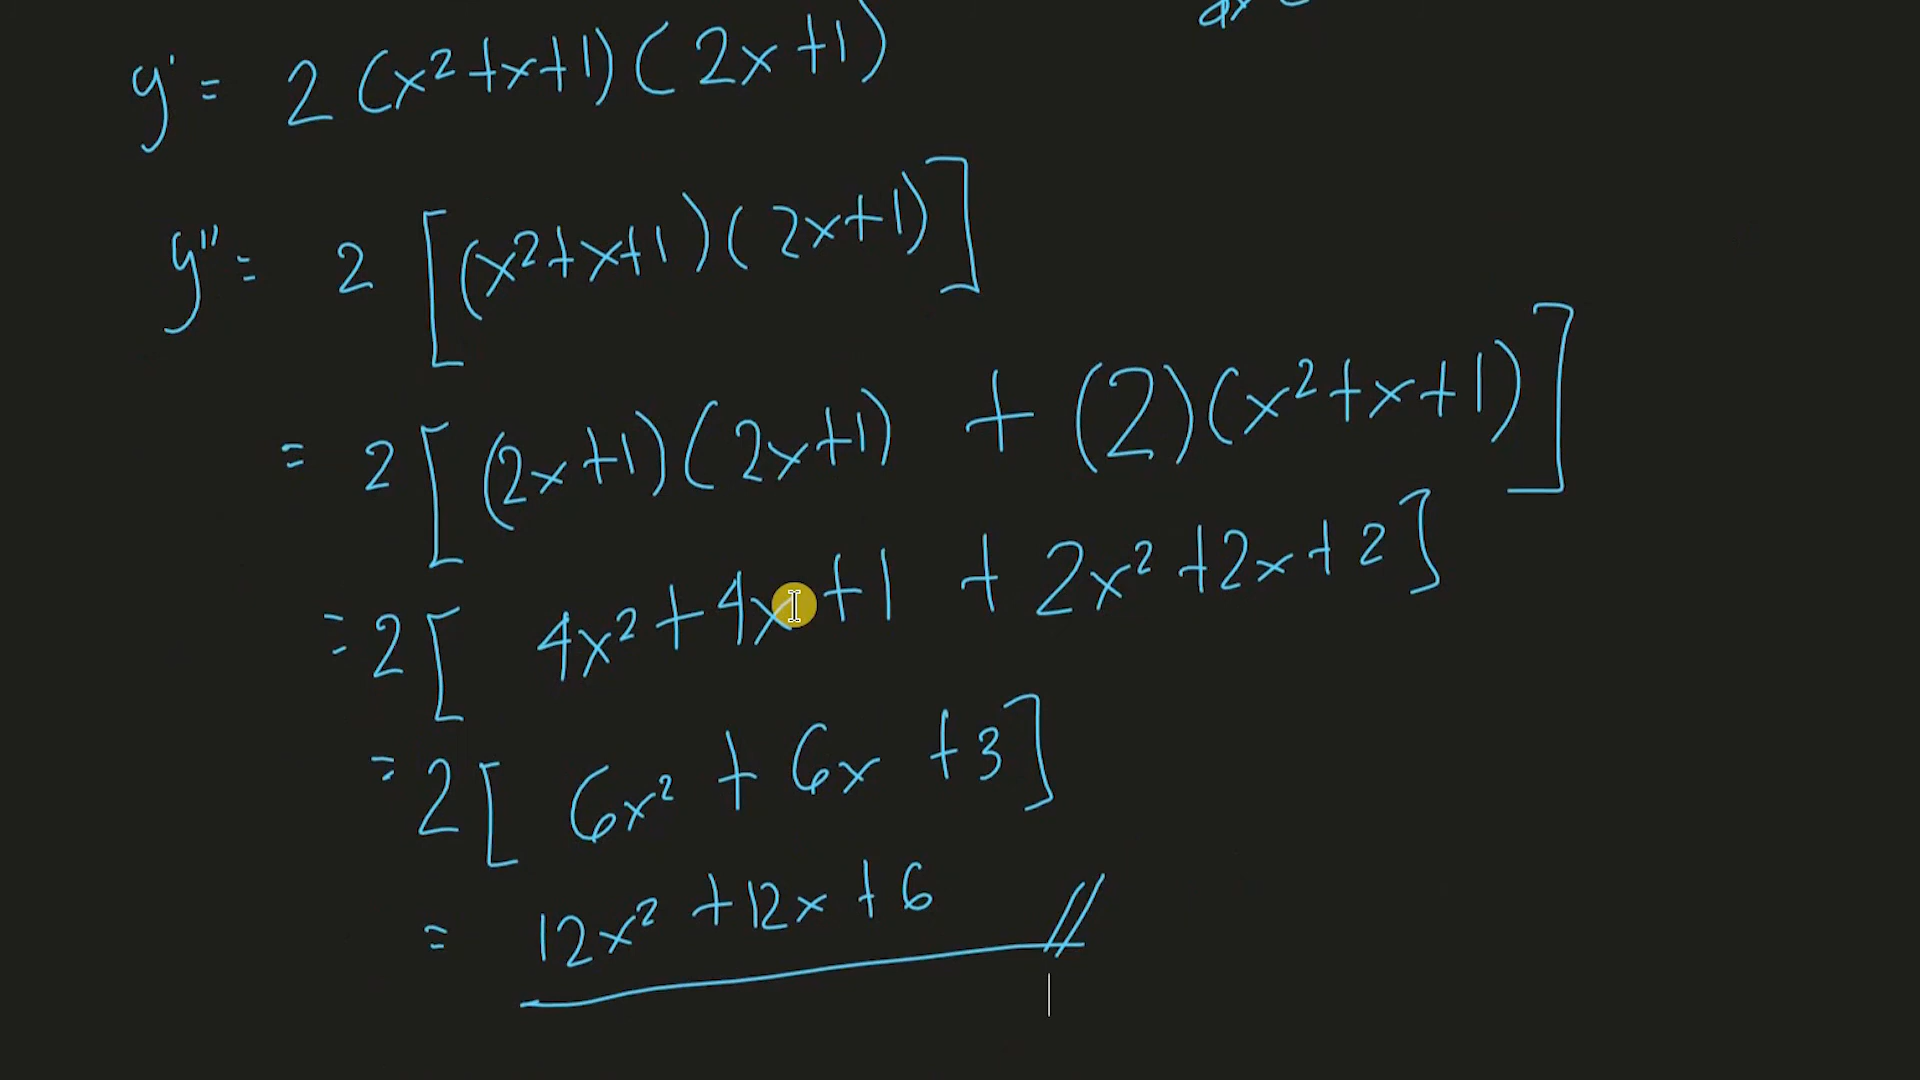 y' = 2 (x²+x+1)(2x+1)
y'' = 2 [(x²+x+1)(2x+1)]
= 2 [(2x+1)(2x+1) + (2)(x²+x+1)]
= 2 [ 4x²+4x+1 + 2x²+2x+2]
= 2 [ 6x² + 6x +3]
= 12x² +12x +6 //